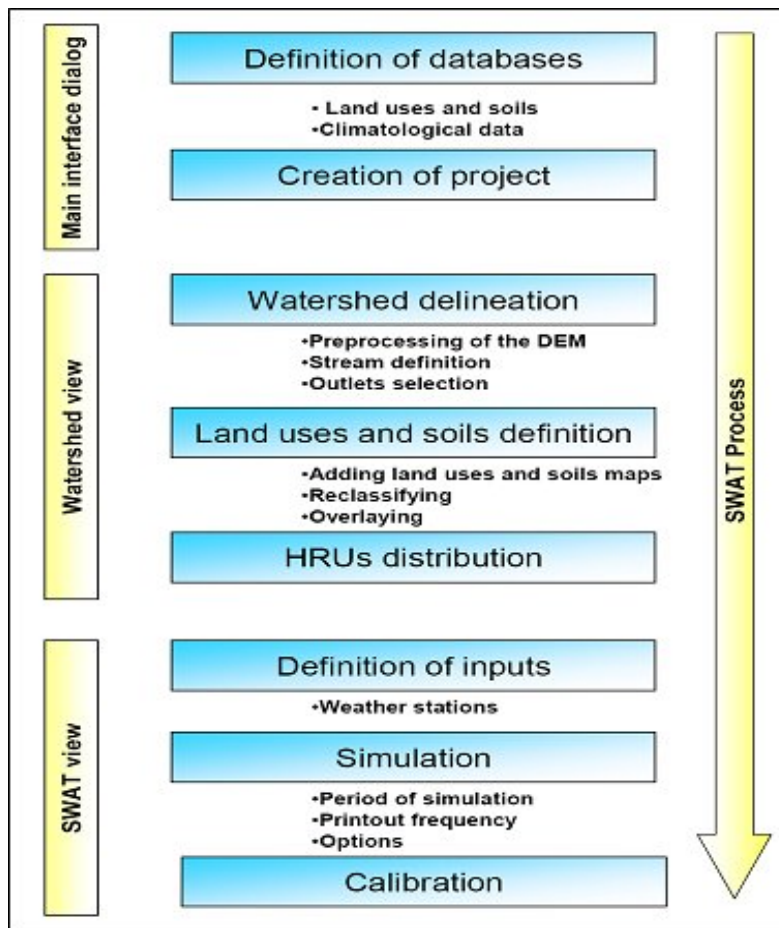 Main interface dialog
Definition of databases
• Land uses and soils
•Climatological data
Creation of project
Watershed view
Watershed delineation
•Preprocessing of the DEM
•Stream definition
•Outlets selection
Land uses and soils definition
•Adding land uses and soils maps
•Reclassifying
•Overlaying
HRUs distribution
SWAT view
Definition of inputs
•Weather stations
Simulation
•Period of simulation
•Printout frequency
•Options
Calibration
SWAT Process